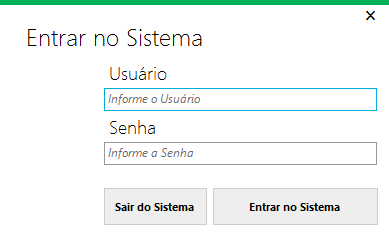 Entrar no Sistema
Usuário
Informe o Usuário
Senha
Informe a Senha
Sair do Sistema
Entrar no Sistema